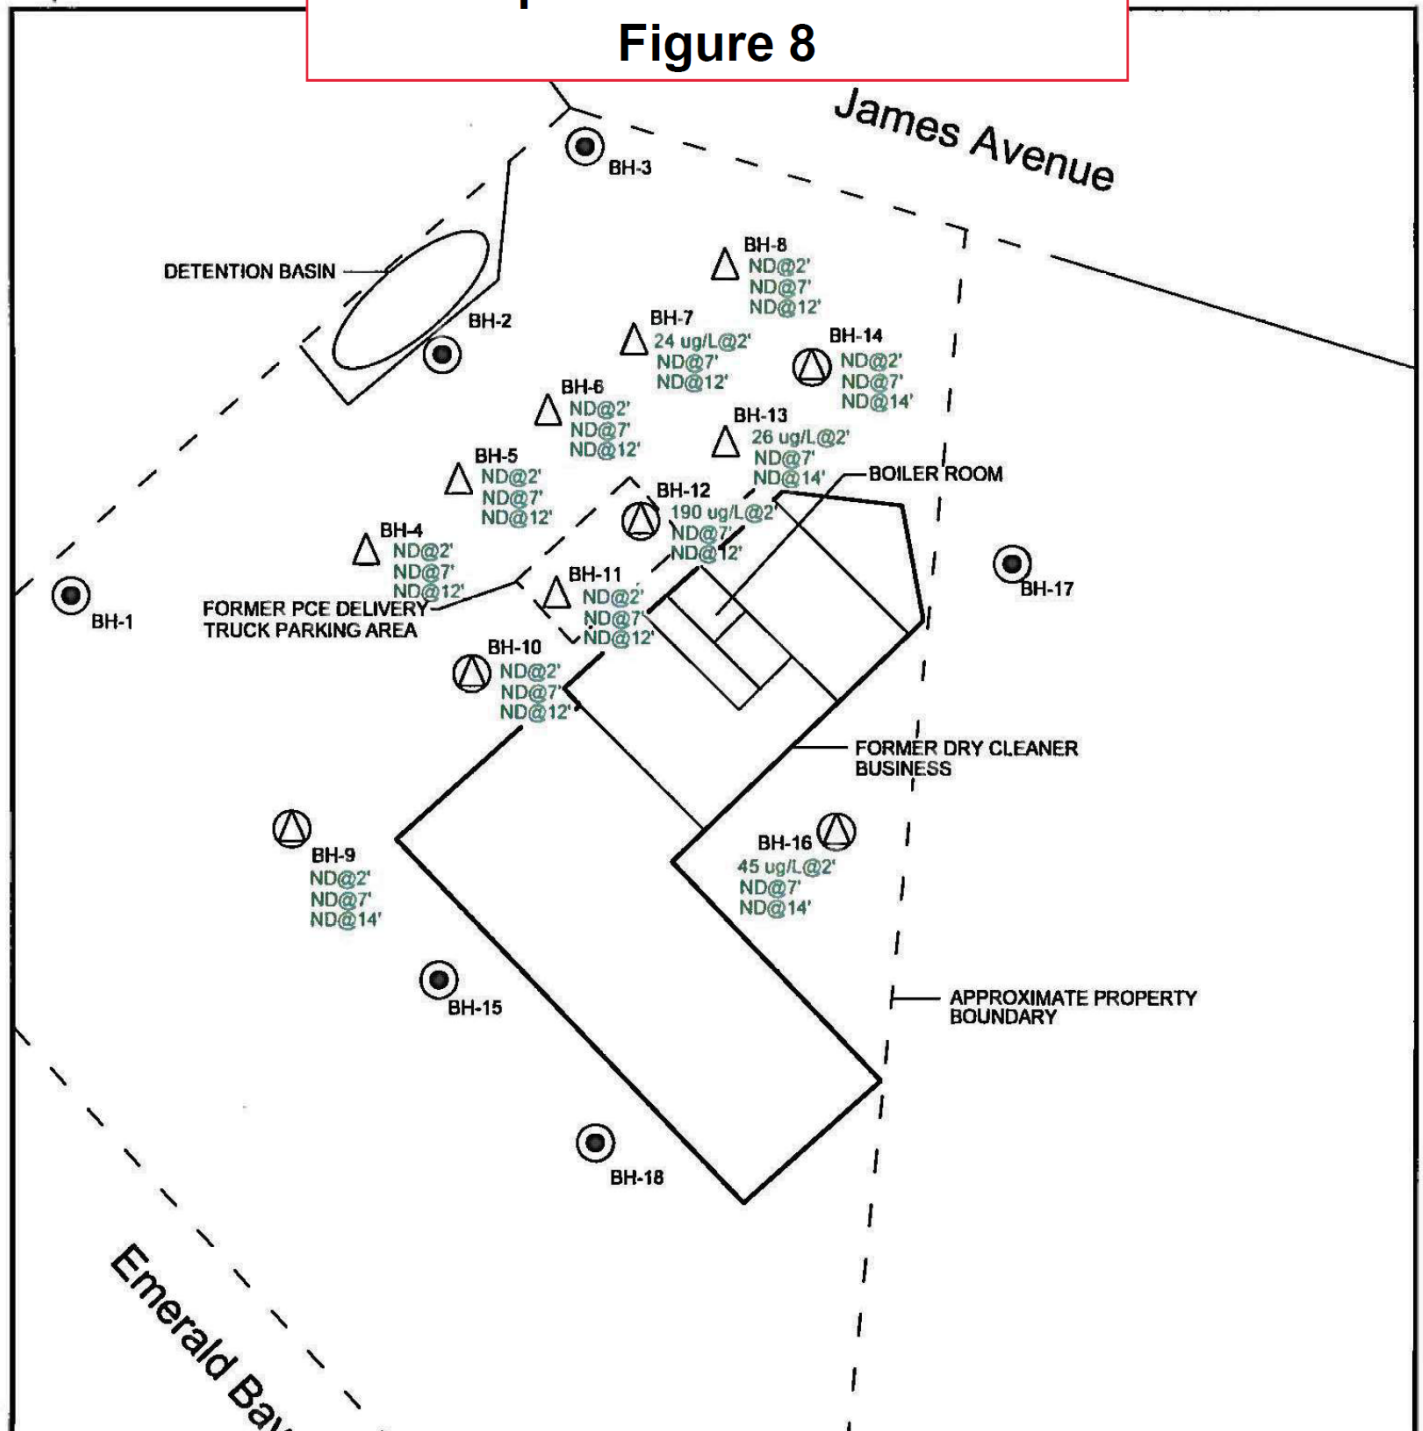 Figure 8
James Avenue
BH-3
BH-8
ND@2'
ND@7'
ND@12'
DETENTION BASIN
BH-2
BH-7
24 ug/L@2'
ND@7'
ND@12'
BH-14
ND@2'
ND@7'
ND@14'
BH-6
ND@2'
ND@7'
ND@12'
BH-13
26 ug/L@2'
ND@7'
ND@14'
BOILER ROOM
BH-5
ND@2'
ND@7'
ND@12'
BH-12
190 ug/L@2'
ND@7'
ND@12'
BH-4
ND@2'
ND@7'
ND@12'
BH-17
BH-11
ND@2'
ND@7'
ND@12'
FORMER PCE DELIVERY
TRUCK PARKING AREA
BH-1
BH-10
ND@2'
ND@7'
ND@12'
FORMER DRY CLEANER
BUSINESS
BH-16
45 ug/L@2'
ND@7'
ND@14'
BH-9
ND@2'
ND@7'
ND@14'
BH-15
APPROXIMATE PROPERTY
BOUNDARY
BH-18
Emerald Bay